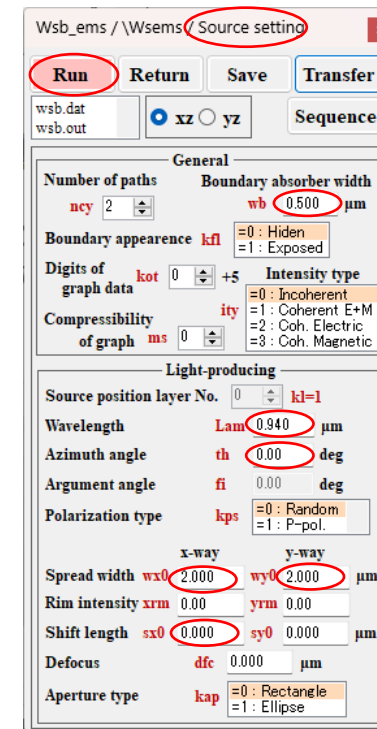 Wsb_ems / \Wsems / Source setting
Run Return Save Transfer
wsb.dat
wsb.out
xz yz Sequence
General
Number of paths Boundary absorber width
ncy 2 wb 0.500 μm
Boundary appearence kfl =0 : Hiden
=1 : Exposed
Digits of
graph data kot 0 +5 Intensity type
Compressibility
of graph ms 0 ity =0 : Incoherent
=1 : Coherent E+M
=2 : Coh. Electric
=3 : Coh. Magnetic
Light-producing
Source position layer No. 0 kl=1
Wavelength Lam 0.940 μm
Azimuth angle th 0.00 deg
Argument angle fi 0.00 deg
Polarization type kps =0 : Random
=1 : P-pol.
x-way y-way
Spread width wx0 2.000 wy0 2.000 μm
Rim intensity xrm 0.00 yrm 0.00
Shift length sx0 0.000 sy0 0.000 μm
Defocus dfc 0.000 μm
Aperture type kap =0 : Rectangle
=1 : Ellipse